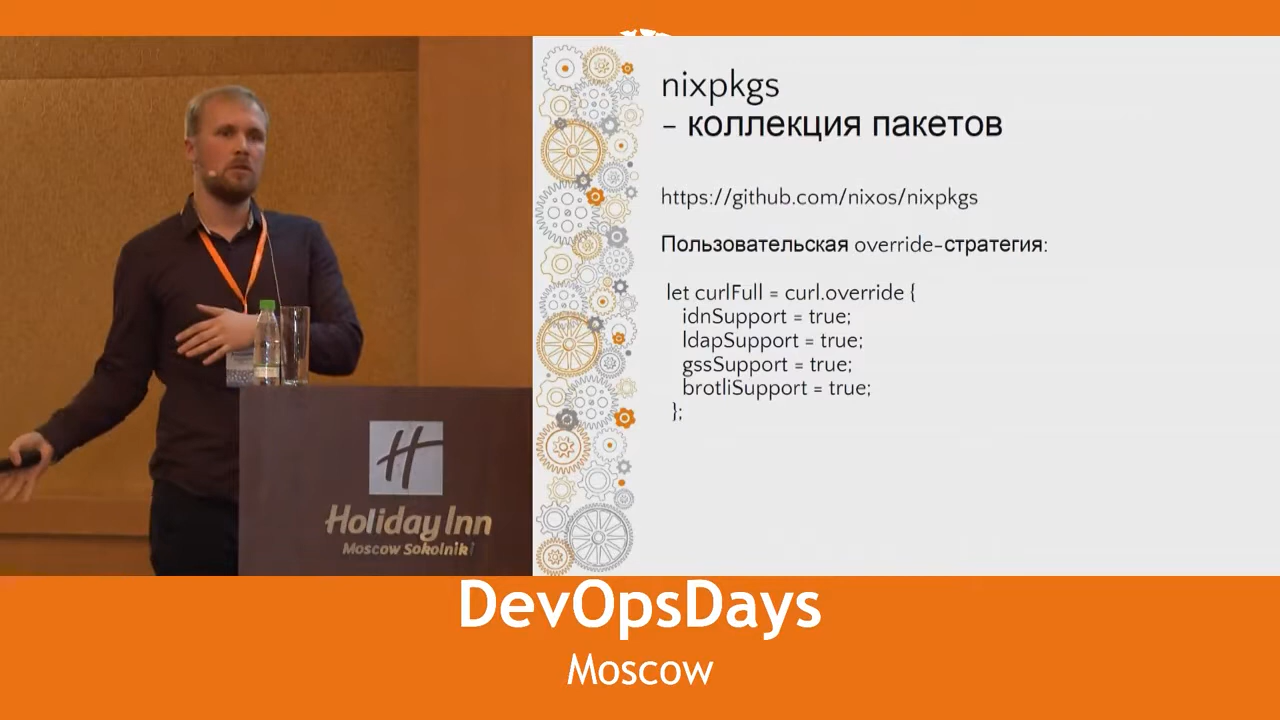 nixpkgs
- коллекция пакетов
https://github.com/nixos/nixpkgs
Пользовательская override-стратегия:
let curlFull = curl.override {
idnSupport = true;
ldapSupport = true;
gssSupport = true;
brotliSupport = true;
};
H
Holiday Inn
Moscow Sokolniki
DevOpsDays
Moscow